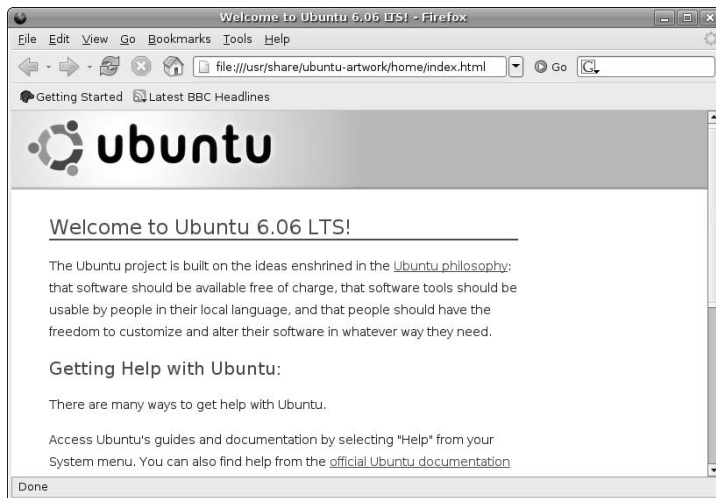 Welcome to Ubuntu 6.06 LTS! - Firefox
File Edit View Go Bookmarks Tools Help
file:///usr/share/ubuntu-artwork/home/index.html Go G
Getting Started Latest BBC Headlines
ubuntu
Welcome to Ubuntu 6.06 LTS!
The Ubuntu project is built on the ideas enshrined in the Ubuntu philosophy:
that software should be available free of charge, that software tools should be
usable by people in their local language, and that people should have the
freedom to customize and alter their software in whatever way they need.
Getting Help with Ubuntu:
There are many ways to get help with Ubuntu.
Access Ubuntu's guides and documentation by selecting "Help" from your
System menu. You can also find help from the official Ubuntu documentation
Done